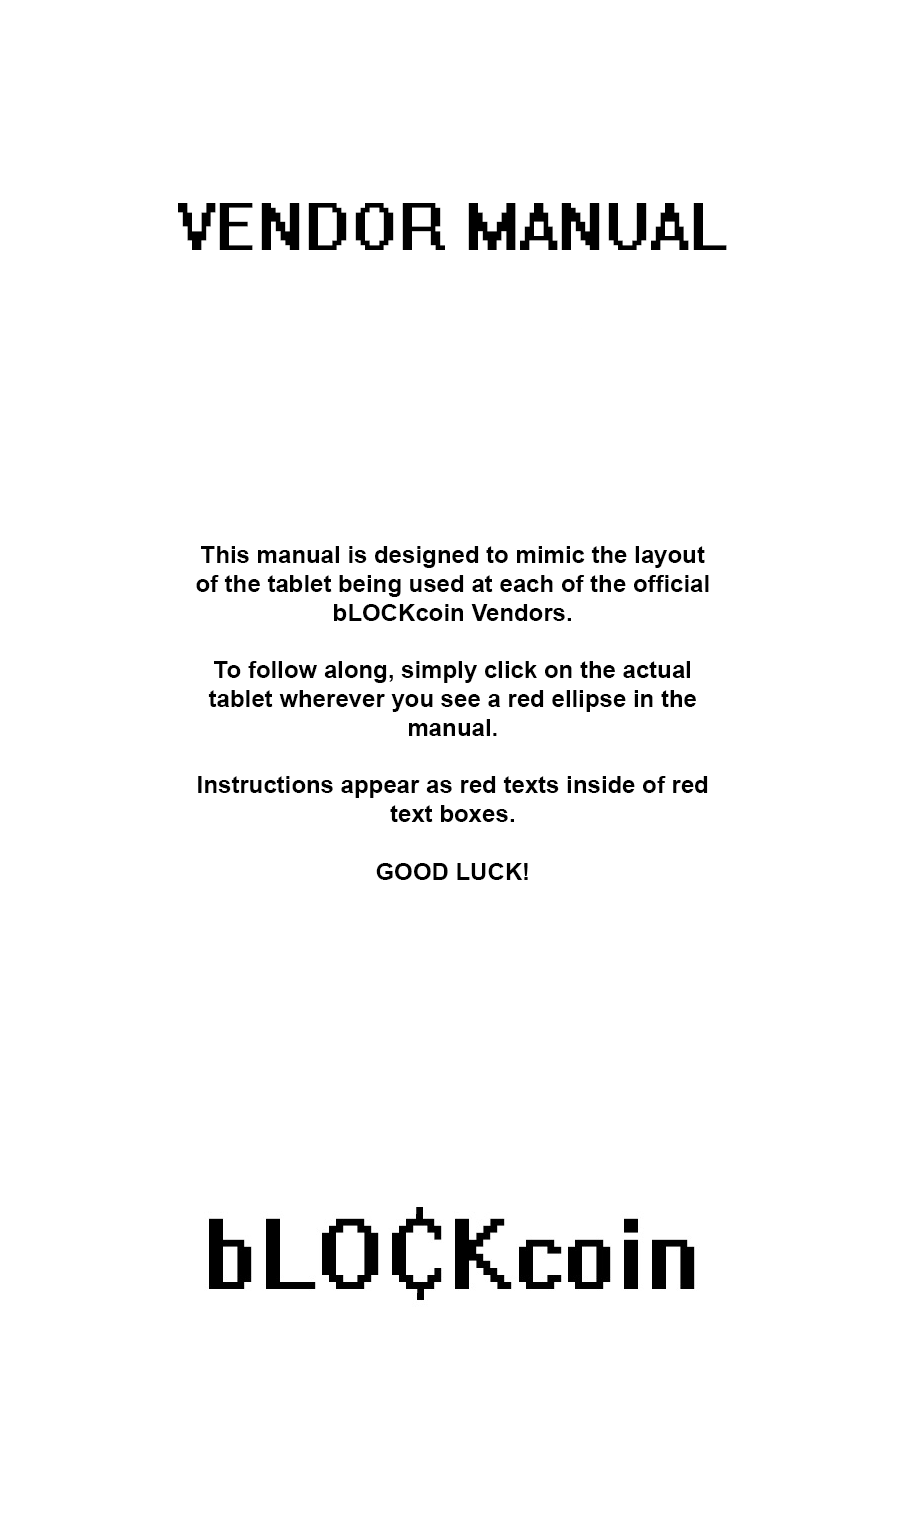 VENDOR MANUAL
This manual is designed to mimic the layout
of the tablet being used at each of the official
bLOCKcoin Vendors.
To follow along, simply click on the actual
tablet wherever you see a red ellipse in the
manual.
Instructions appear as red texts inside of red
text boxes.
GOOD LUCK!
bLO₵Kcoin